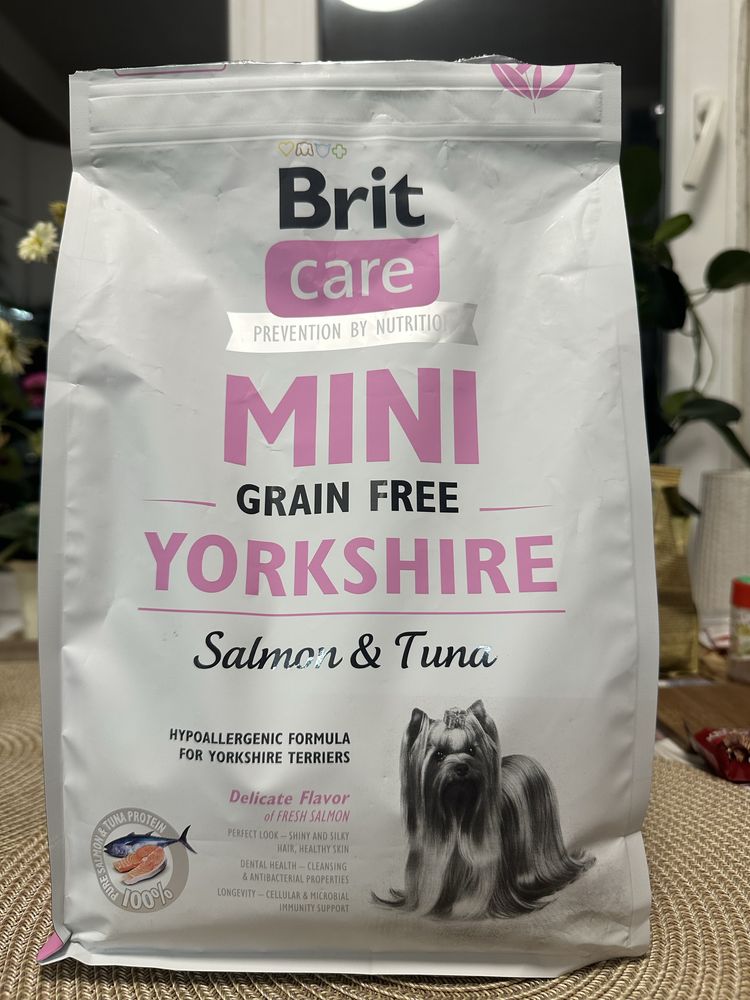 Brit
care
PREVENTION BY NUTRITION
MINI
GRAIN FREE
YORKSHIRE
Salmon & Tuna
HYPOALLERGENIC FORMULA
FOR YORKSHIRE TERRIERS
Delicate Flavor
of FRESH SALMON
PERFECT LOOK – SHINY AND SILKY
HAIR, HEALTHY SKIN
DENTAL HEALTH – CLEANSING
& ANTIBACTERIAL PROPERTIES
LONGEVITY – CELLULAR & MICROBIAL
IMMUNITY SUPPORT
PURE SALMON & TUNA PROTEIN
100%